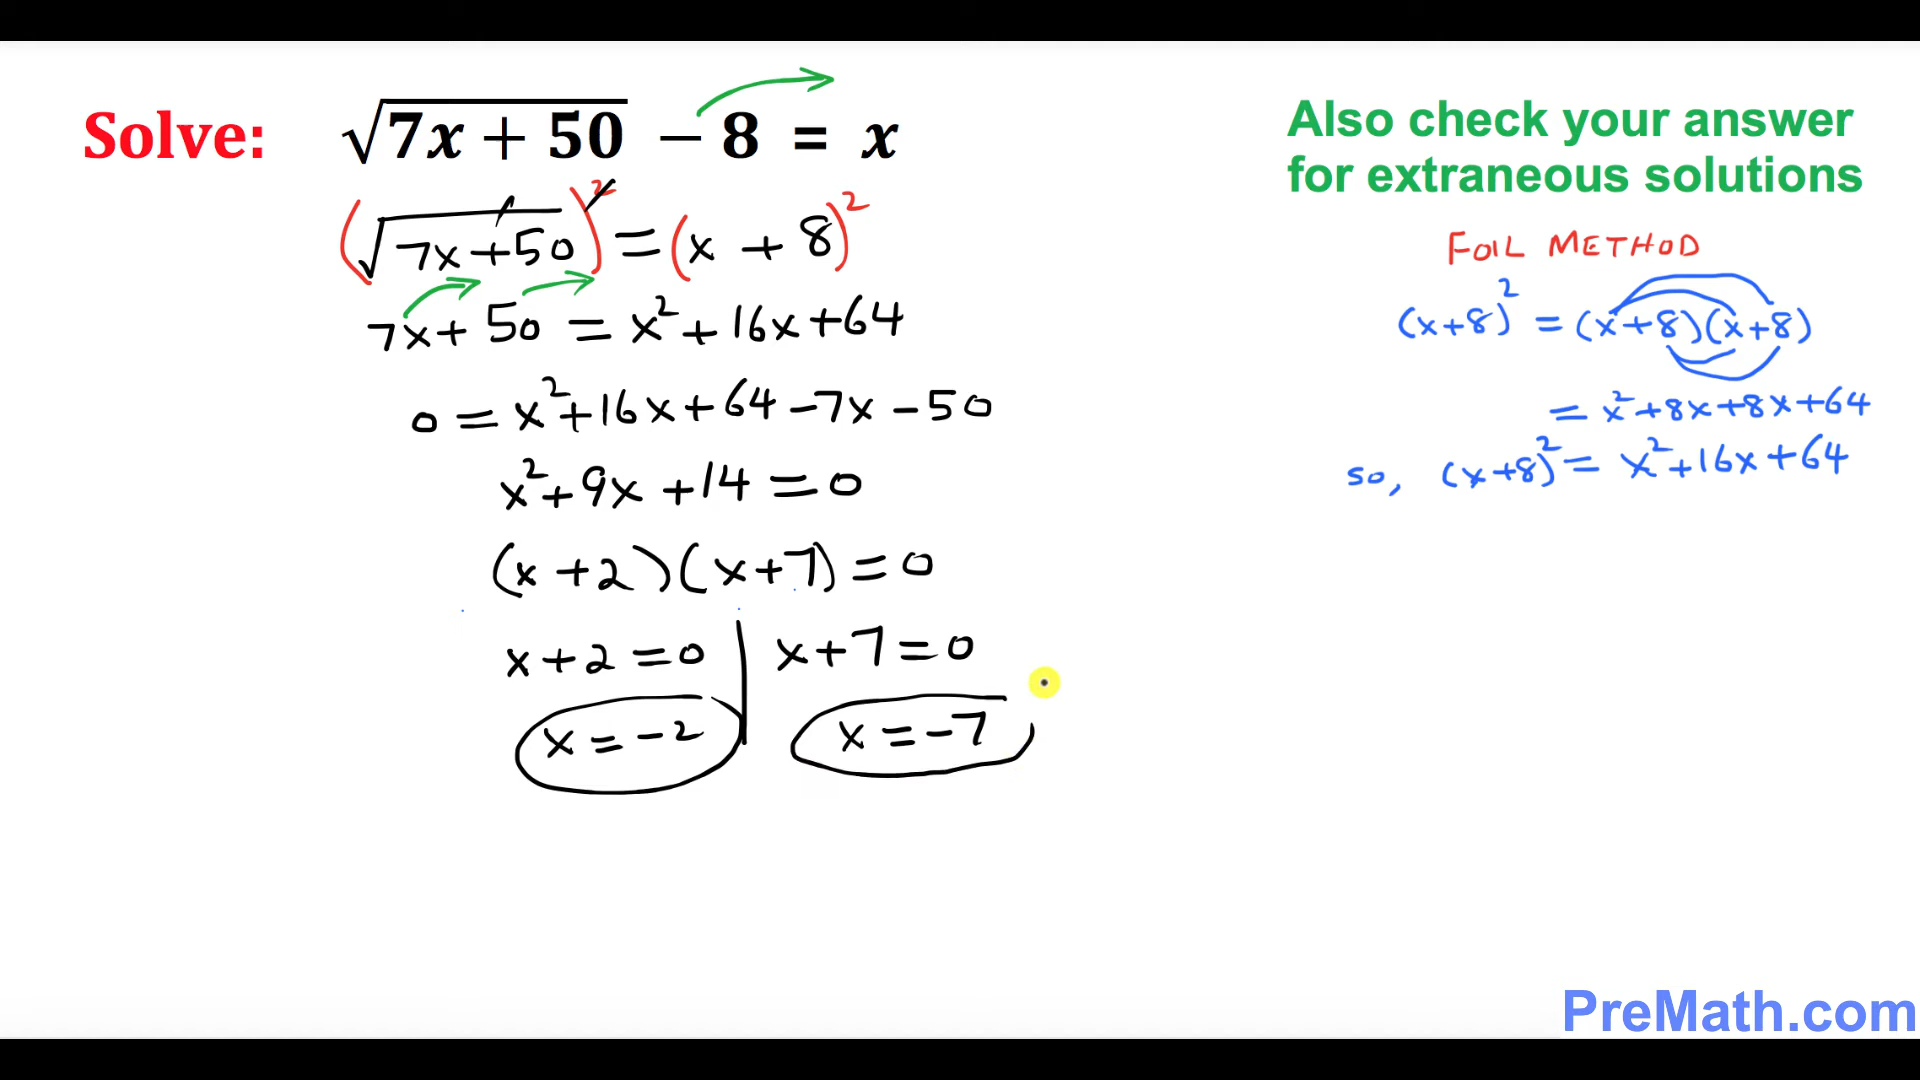 Solve: √(7x + 50) − 8 = x
(√(7x+50))² = (x + 8)²
7x + 50 = x² + 16x + 64
0 = x² + 16x + 64 − 7x − 50
x² + 9x + 14 = 0
(x + 2)(x + 7) = 0
x + 2 = 0 | x + 7 = 0
x = −2 | x = −7
Also check your answer
for extraneous solutions
FOIL METHOD
(x+8)² = (x+8)(x+8)
= x² + 8x + 8x + 64
so, (x+8)² = x² + 16x + 64
PreMath.com